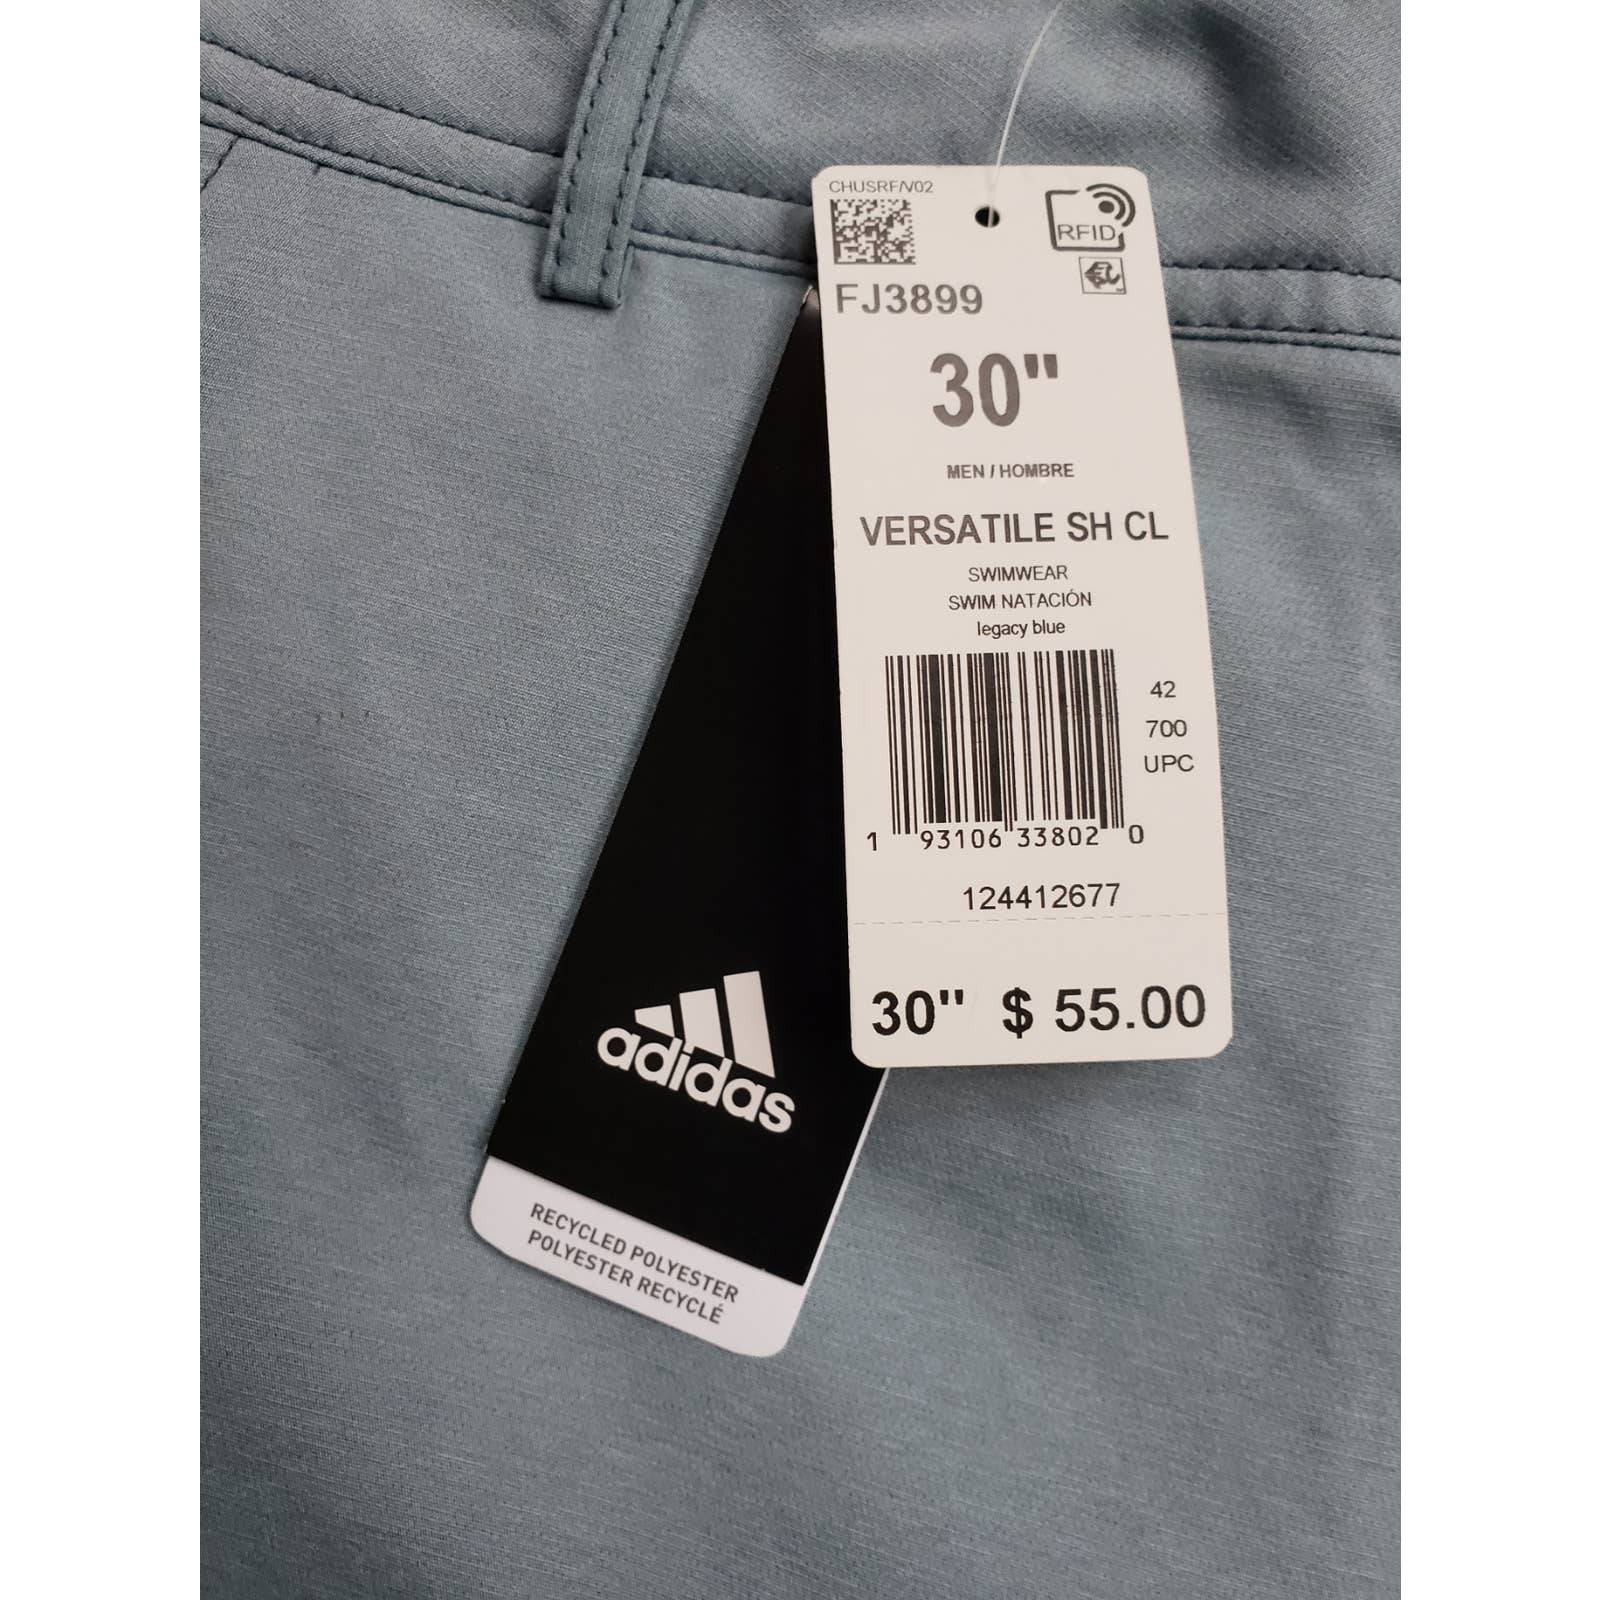 CHUSRF/V02
RFID
FJ3899
30"
MEN / HOMBRE
VERSATILE SH CL
SWIMWEAR
SWIM NATACIÓN
legacy blue
42
700
UPC
1 93106 33802 0
124412677
30" $ 55.00
adidas
RECYCLED POLYESTER
POLYESTER RECYCLÉ